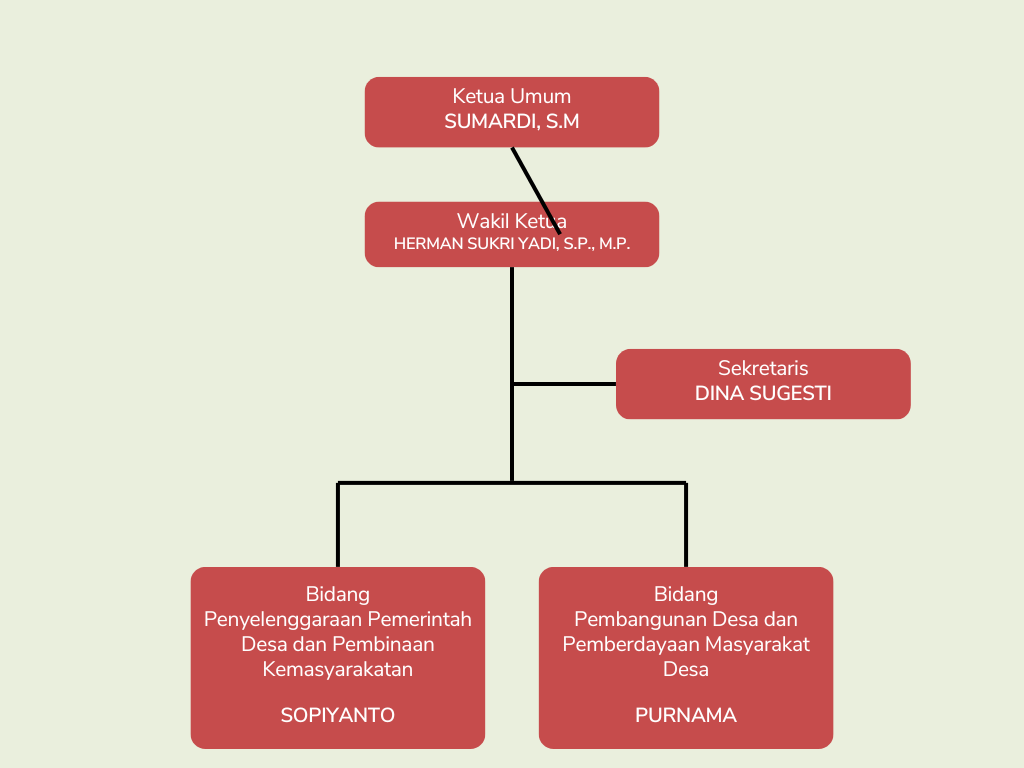 Ketua Umum
SUMARDI, S.M
Wakil Ketua
HERMAN SUKRI YADI, S.P., M.P.
Sekretaris
DINA SUGESTI
Bidang
Penyelenggaraan Pemerintah
Desa dan Pembinaan
Kemasyarakatan
SOPIYANTO
Bidang
Pembangunan Desa dan
Pemberdayaan Masyarakat
Desa
PURNAMA